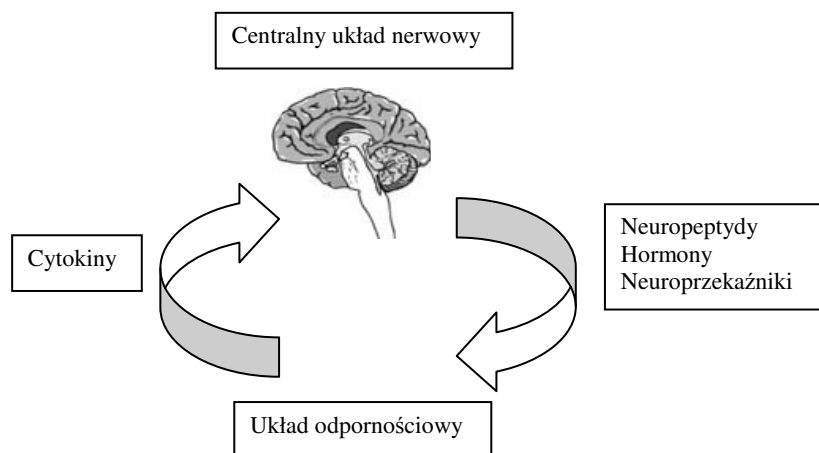 Centralny układ nerwowy
Cytokiny
Neuropeptydy
Hormony
Neuroprzekaźniki
Układ odpornościowy